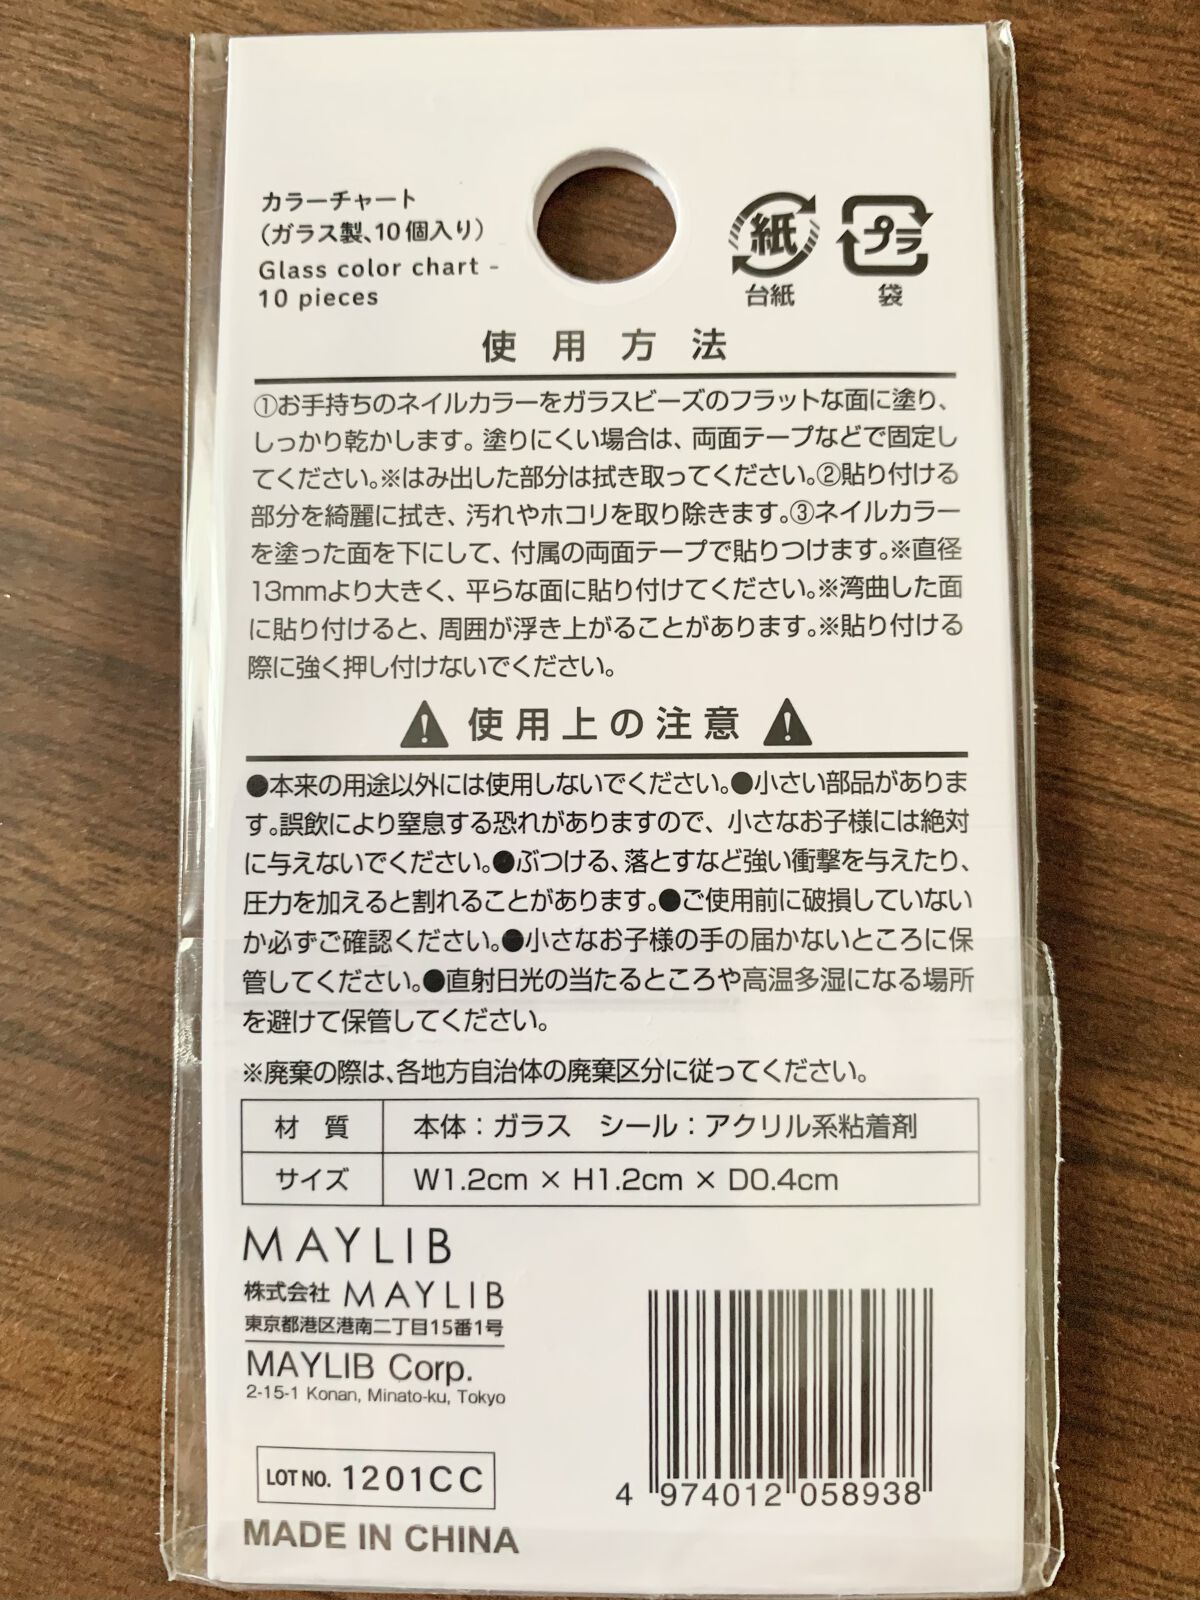 カラーチャート
(ガラス製、10個入り)
Glass color chart -
10 pieces
紙
台紙
プラ
袋
使用方法
①お手持ちのネイルカラーをガラスビーズのフラットな面に塗り、
しっかり乾かします。塗りにくい場合は、両面テープなどで固定し
てください。※はみ出した部分は拭き取ってください。②貼り付ける
部分を綺麗に拭き、汚れやホコリを取り除きます。③ネイルカラー
を塗った面を下にして、付属の両面テープで貼りつけます。※直径
13mmより大きく、平らな面に貼り付けてください。※湾曲した面
に貼り付けると、周囲が浮き上がることがあります。※貼り付ける
際に強く押し付けないでください。
使用上の注意
●本来の用途以外には使用しないでください。●小さい部品がありま
す。誤飲により窒息する恐れがありますので、小さなお子様には絶対
に与えないでください。●ぶつける、落とすなど強い衝撃を与えたり、
圧力を加えると割れることがあります。●ご使用前に破損していない
か必ずご確認ください。●小さなお子様の手の届かないところに保
管してください。●直射日光の当たるところや高温多湿になる場所
を避けて保管してください。
※廃棄の際は、各地方自治体の廃棄区分に従ってください。
材質 本体：ガラス シール：アクリル系粘着剤
サイズ W1.2cm × H1.2cm × D0.4cm
MAYLIB
株式会社 MAYLIB
東京都港区港南二丁目15番1号
MAYLIB Corp.
2-15-1 Konan, Minato-ku, Tokyo
LOT NO. 1201CC
MADE IN CHINA
4 974012 058938